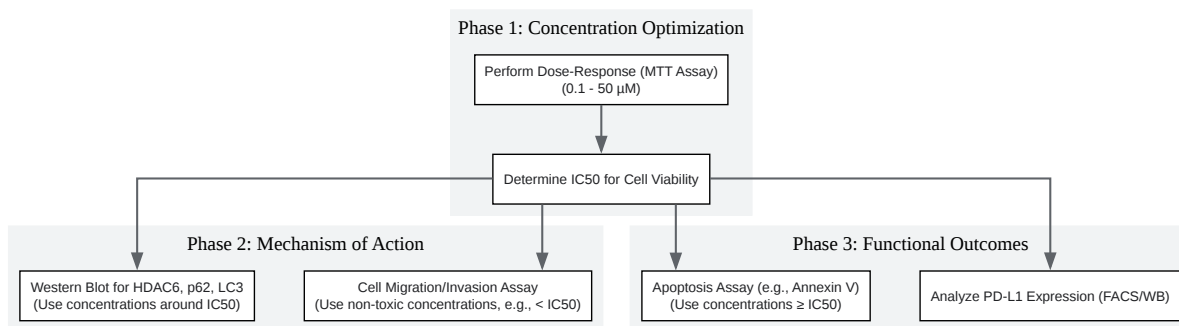 Phase 1: Concentration Optimization
Perform Dose-Response (MTT Assay)
(0.1 - 50 µM)
Determine IC50 for Cell Viability
Phase 2: Mechanism of Action
Western Blot for HDAC6, p62, LC3
(Use concentrations around IC50)
Cell Migration/Invasion Assay
(Use non-toxic concentrations, e.g., < IC50)
Phase 3: Functional Outcomes
Apoptosis Assay (e.g., Annexin V)
(Use concentrations ≥ IC50)
Analyze PD-L1 Expression (FACS/WB)